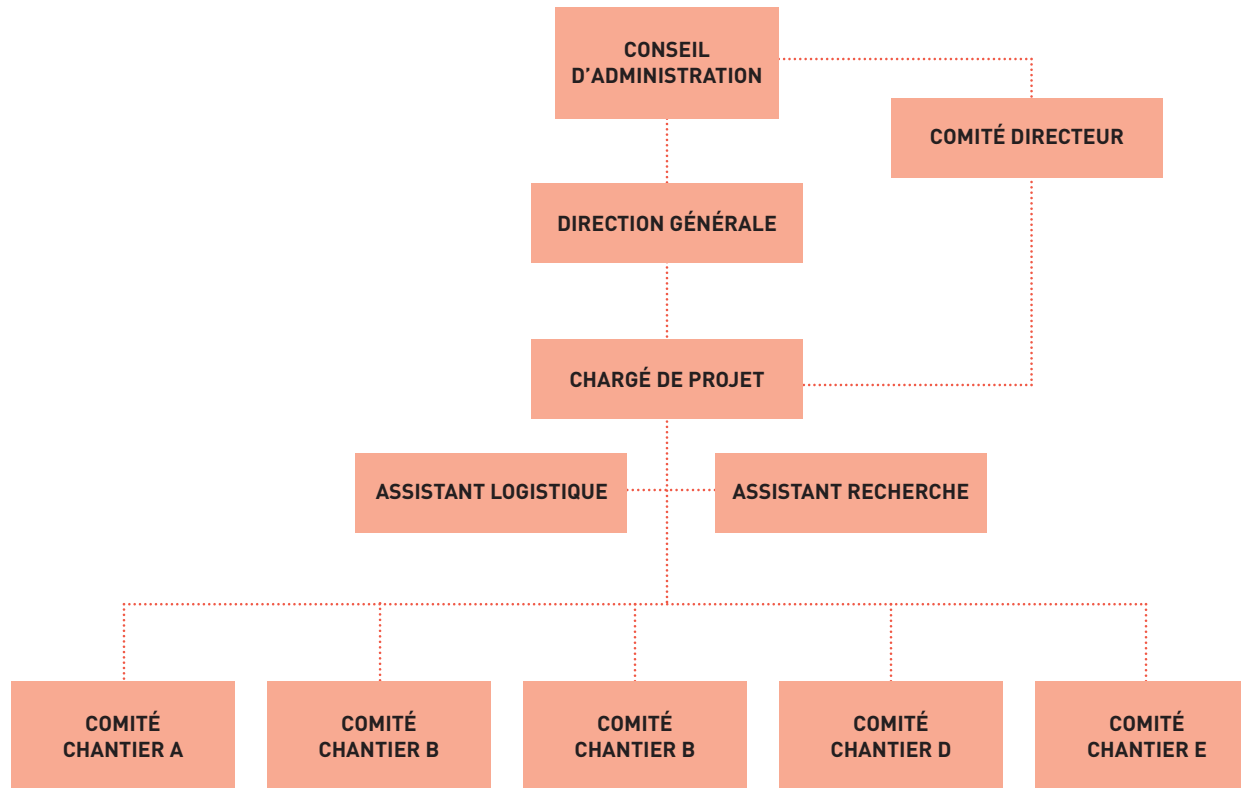 CONSEIL
D’ADMINISTRATION
COMITÉ DIRECTEUR
DIRECTION GÉNÉRALE
CHARGÉ DE PROJET
ASSISTANT LOGISTIQUE
ASSISTANT RECHERCHE
COMITÉ
CHANTIER A
COMITÉ
CHANTIER B
COMITÉ
CHANTIER B
COMITÉ
CHANTIER D
COMITÉ
CHANTIER E